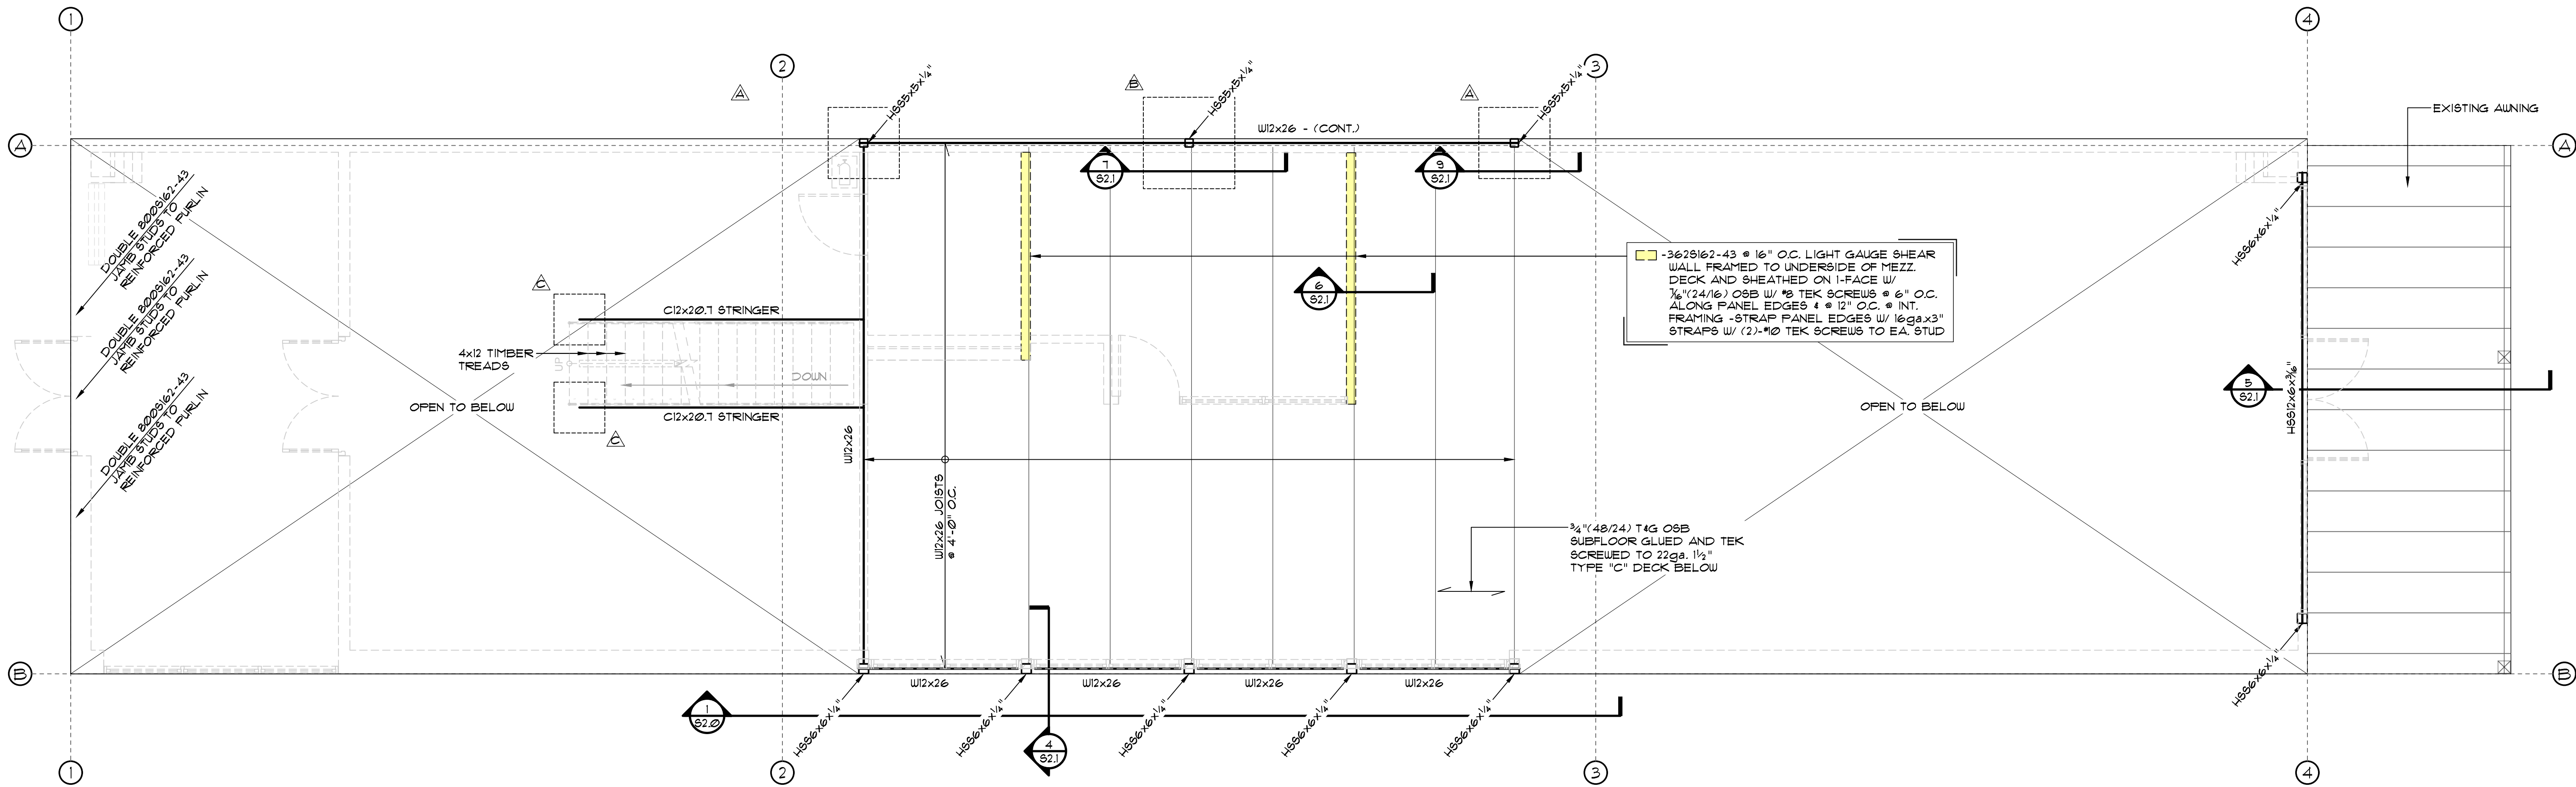 1
4
2
3
HSS5x5x1/4"
HSS5x5x1/4"
HSS5x5x1/4"
A
B
A
W12x26 - (CONT.)
EXISTING AWNING
A
A
7
S2.1
9
S2.1
DOUBLE 800S162-43
JAMB STUDS TO
REINFORCED PURLIN
DOUBLE 800S162-43
JAMB STUDS TO
REINFORCED PURLIN
DOUBLE 800S162-43
JAMB STUDS TO
REINFORCED PURLIN
HSS6x6x1/4"
-362S162-43 @ 16" O.C. LIGHT GAUGE SHEAR
WALL FRAMED TO UNDERSIDE OF MEZZ.
DECK AND SHEATHED ON 1-FACE W/
7/16"(24/16) OSB W/ #8 TEK SCREWS @ 6" O.C.
ALONG PANEL EDGES & @ 12" O.C. @ INT.
FRAMING -STRAP PANEL EDGES W/ 16ga.x3"
STRAPS W/ (2)-#10 TEK SCREWS TO EA. STUD
6
S2.1
C
C12x20.7 STRINGER
4x12 TIMBER
TREADS
UP
DOWN
OPEN TO BELOW
C12x20.7 STRINGER
C
W12x26
OPEN TO BELOW
5
S2.1
HSS12x6x3/16"
W12x26 JOISTS
@ 4'-0" O.C.
3/4"(48/24) T&G OSB
SUBFLOOR GLUED AND TEK
SCREWED TO 22ga. 1 1/2"
TYPE "C" DECK BELOW
B
B
W12x26
W12x26
W12x26
W12x26
1
S2.0
HSS6x6x1/4"
HSS6x6x1/4"
HSS6x6x1/4"
HSS6x6x1/4"
HSS6x6x1/4"
HSS6x6x1/4"
4
S2.1
1
2
3
4